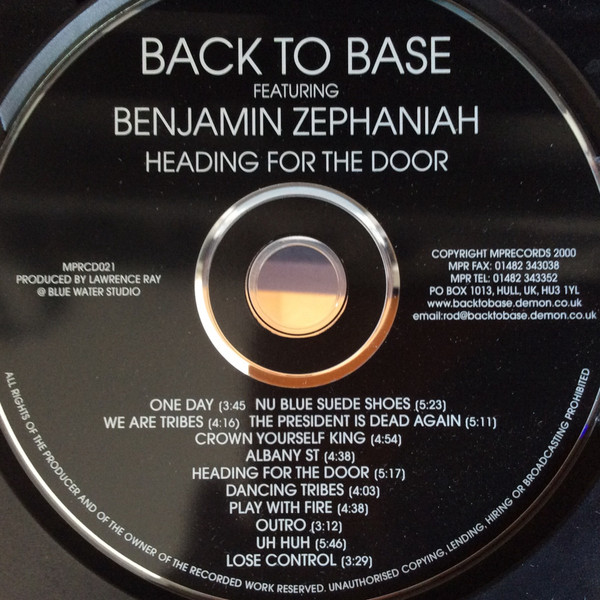 BACK TO BASE
FEATURING
BENJAMIN ZEPHANIAH
HEADING FOR THE DOOR
MPRCD021
PRODUCED BY LAWRENCE RAY
@ BLUE WATER STUDIO
COPYRIGHT MPRECORDS 2000
MPR FAX: 01482 343038
MPR TEL: 01482 343352
PO BOX 1013, HULL, UK, HU3 1YL
www.backtobase.demon.co.uk
email:rod@backtobase.demon.co.uk
ONE DAY (3:45 NU BLUE SUEDE SHOES (5:23)
WE ARE TRIBES (4:16) THE PRESIDENT IS DEAD AGAIN (5:11)
CROWN YOURSELF KING (4:54)
ALBANY ST (4:38)
HEADING FOR THE DOOR (5:17)
DANCING TRIBES (4:03)
PLAY WITH FIRE (4:38)
OUTRO (3:12)
UH HUH (5:46)
LOSE CONTROL (3:29)
ALL RIGHTS OF THE PRODUCER AND OF THE OWNER OF THE RECORDED WORK RESERVED. UNAUTHORISED COPYING, LENDING, HIRING OR BROADCASTING PROHIBITED